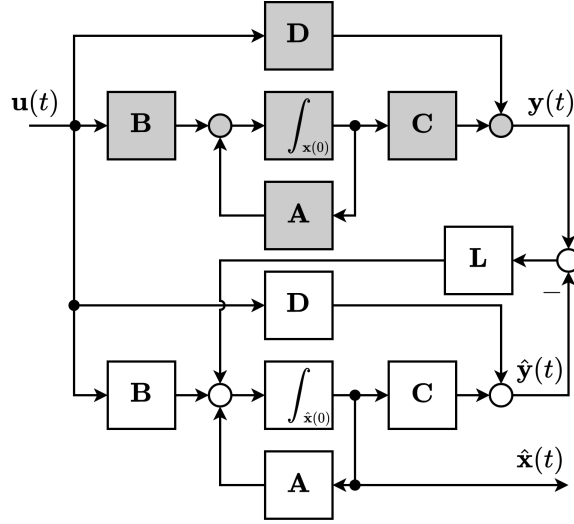 D
u(t)
B
∫x(0)
C
y(t)
A
L
−
D
B
∫x̂(0)
C
ŷ(t)
A
x̂(t)